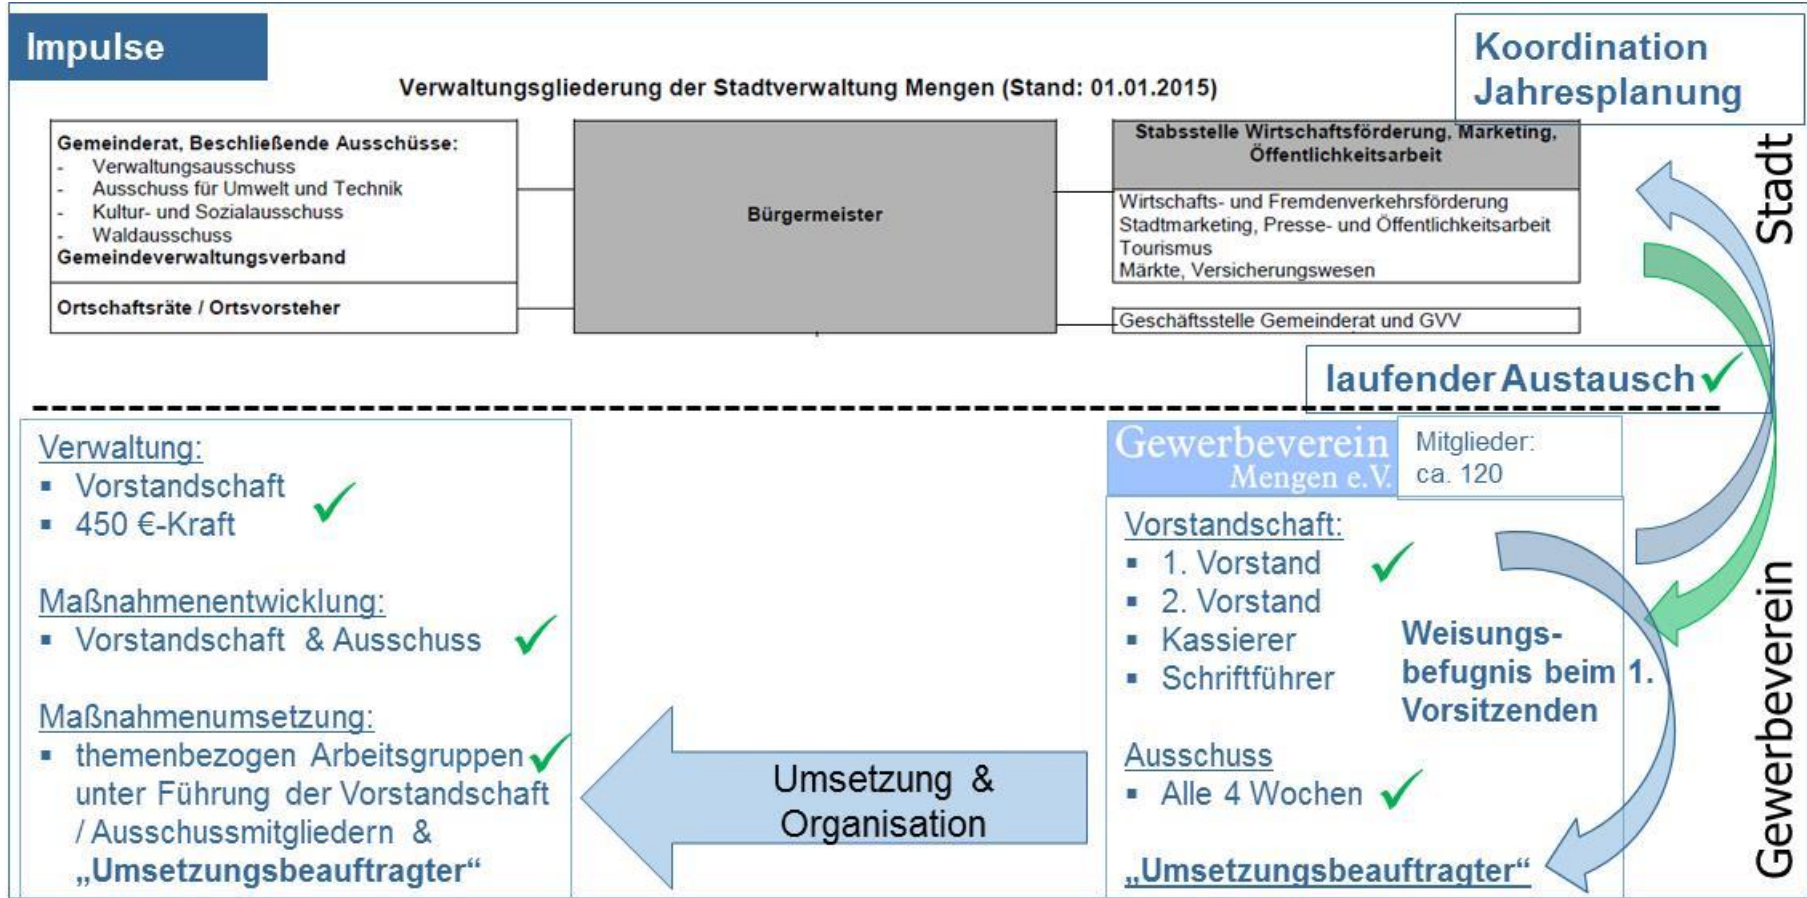 Impulse
Koordination
Jahresplanung
Verwaltungsgliederung der Stadtverwaltung Mengen (Stand: 01.01.2015)
Gemeinderat, Beschließende Ausschüsse:
- Verwaltungsausschuss
- Ausschuss für Umwelt und Technik
- Kultur- und Sozialausschuss
- Waldausschuss
Gemeindeverwaltungsverband
Ortschaftsräte / Ortsvorsteher
Bürgermeister
Stabsstelle Wirtschaftsförderung, Marketing,
Öffentlichkeitsarbeit
Wirtschafts- und Fremdenverkehrsförderung
Stadtmarketing, Presse- und Öffentlichkeitsarbeit
Tourismus
Märkte, Versicherungswesen
Geschäftsstelle Gemeinderat und GVV
Stadt
laufender Austausch ✓
Verwaltung:
▪ Vorstandschaft
▪ 450 €-Kraft ✓
Maßnahmenentwicklung:
▪ Vorstandschaft & Ausschuss ✓
Maßnahmenumsetzung:
▪ themenbezogen Arbeitsgruppen ✓
unter Führung der Vorstandschaft
/ Ausschussmitgliedern &
„Umsetzungsbeauftragter“
Umsetzung &
Organisation
Gewerbeverein
Mengen e.V.
Mitglieder:
ca. 120
Vorstandschaft:
▪ 1. Vorstand ✓
▪ 2. Vorstand
▪ Kassierer
▪ Schriftführer
Weisungs-
befugnis beim 1.
Vorsitzenden
Ausschuss
▪ Alle 4 Wochen ✓
„Umsetzungsbeauftragter“
Gewerbeverein